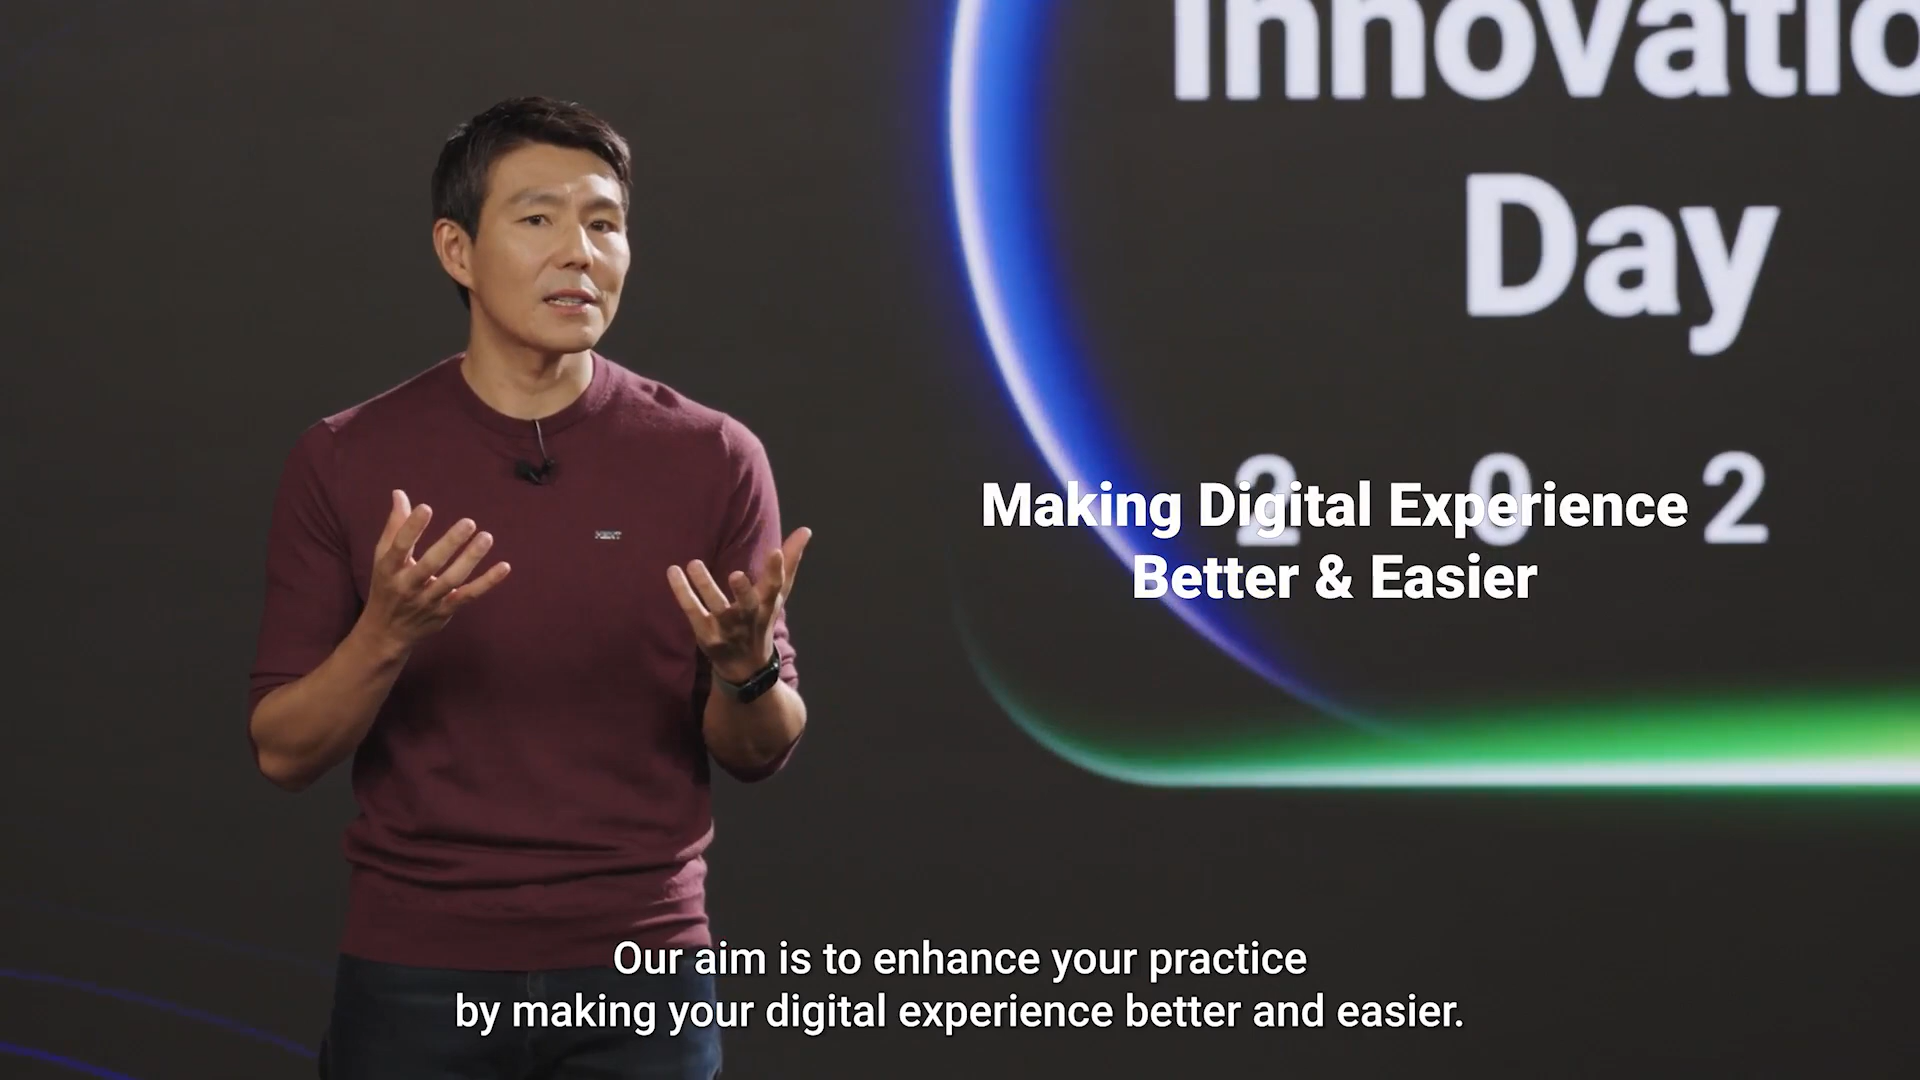 Innovatio
Day
2 0 2
Making Digital Experience
Better & Easier
Our aim is to enhance your practice
by making your digital experience better and easier.